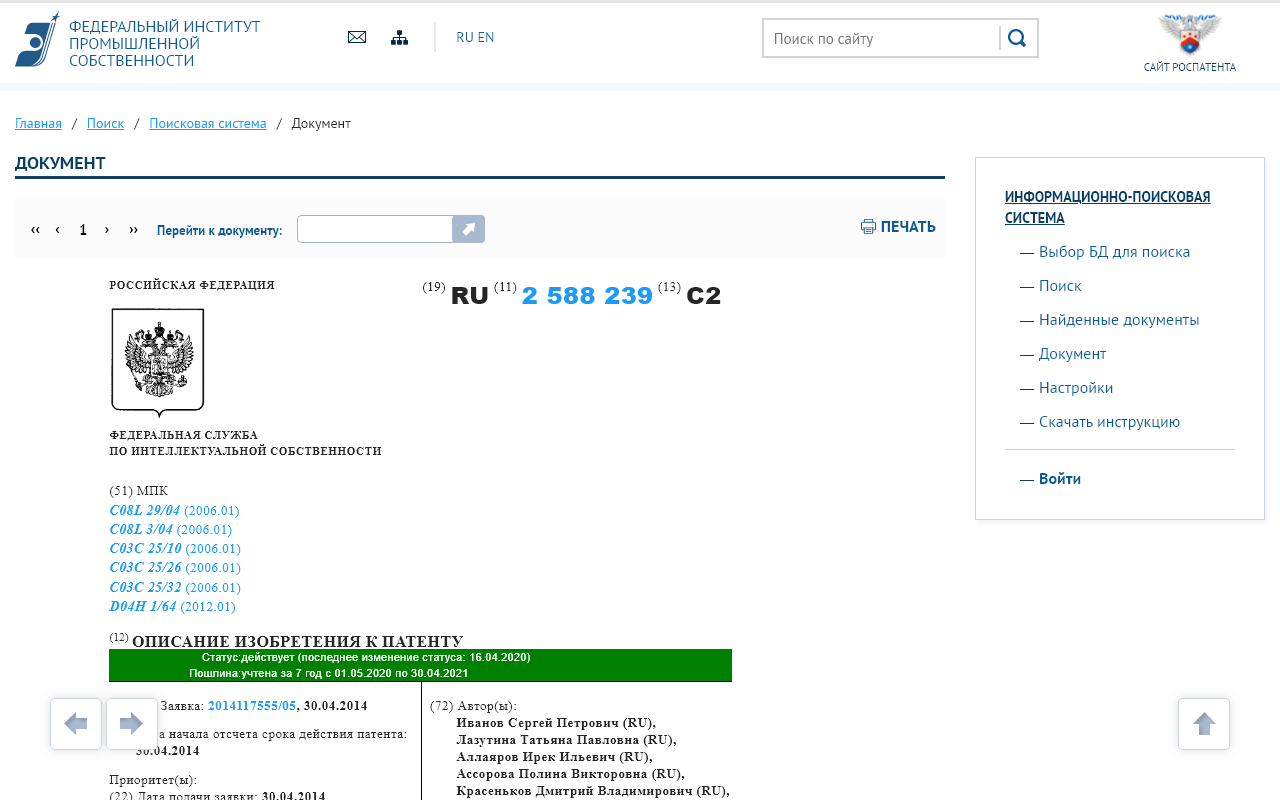 ФЕДЕРАЛЬНЫЙ ИНСТИТУТ
ПРОМЫШЛЕННОЙ
СОБСТВЕННОСТИ
RU EN
Поиск по сайту
САЙТ РОСПАТЕНТА
Главная / Поиск / Поисковая система / Документ
ДОКУМЕНТ
‹‹ ‹ 1 › ›› Перейти к документу:
ПЕЧАТЬ
РОССИЙСКАЯ ФЕДЕРАЦИЯ
(19) RU (11) 2 588 239 (13) C2
ФЕДЕРАЛЬНАЯ СЛУЖБА
ПО ИНТЕЛЛЕКТУАЛЬНОЙ СОБСТВЕННОСТИ
(51) МПК
C08L 29/04 (2006.01)
C08L 3/04 (2006.01)
C03C 25/10 (2006.01)
C03C 25/26 (2006.01)
C03C 25/32 (2006.01)
D04H 1/64 (2012.01)
(12) ОПИСАНИЕ ИЗОБРЕТЕНИЯ К ПАТЕНТУ
Статус: действует (последнее изменение статуса: 16.04.2020)
Пошлина: учтена за 7 год с 01.05.2020 по 30.04.2021
Заявка: 2014117555/05, 30.04.2014
начала отсчета срока действия патента:
30.04.2014
Приоритет(ы):
(22) Дата подачи заявки: 30.04.2014
(72) Автор(ы):
Иванов Сергей Петрович (RU),
Лазутина Татьяна Павловна (RU),
Аллаяров Ирек Ильевич (RU),
Ассорова Полина Викторовна (RU),
Красеньков Дмитрий Владимирович (RU),
ИНФОРМАЦИОННО-ПОИСКОВАЯ
СИСТЕМА
— Выбор БД для поиска
— Поиск
— Найденные документы
— Документ
— Настройки
— Скачать инструкцию
— Войти